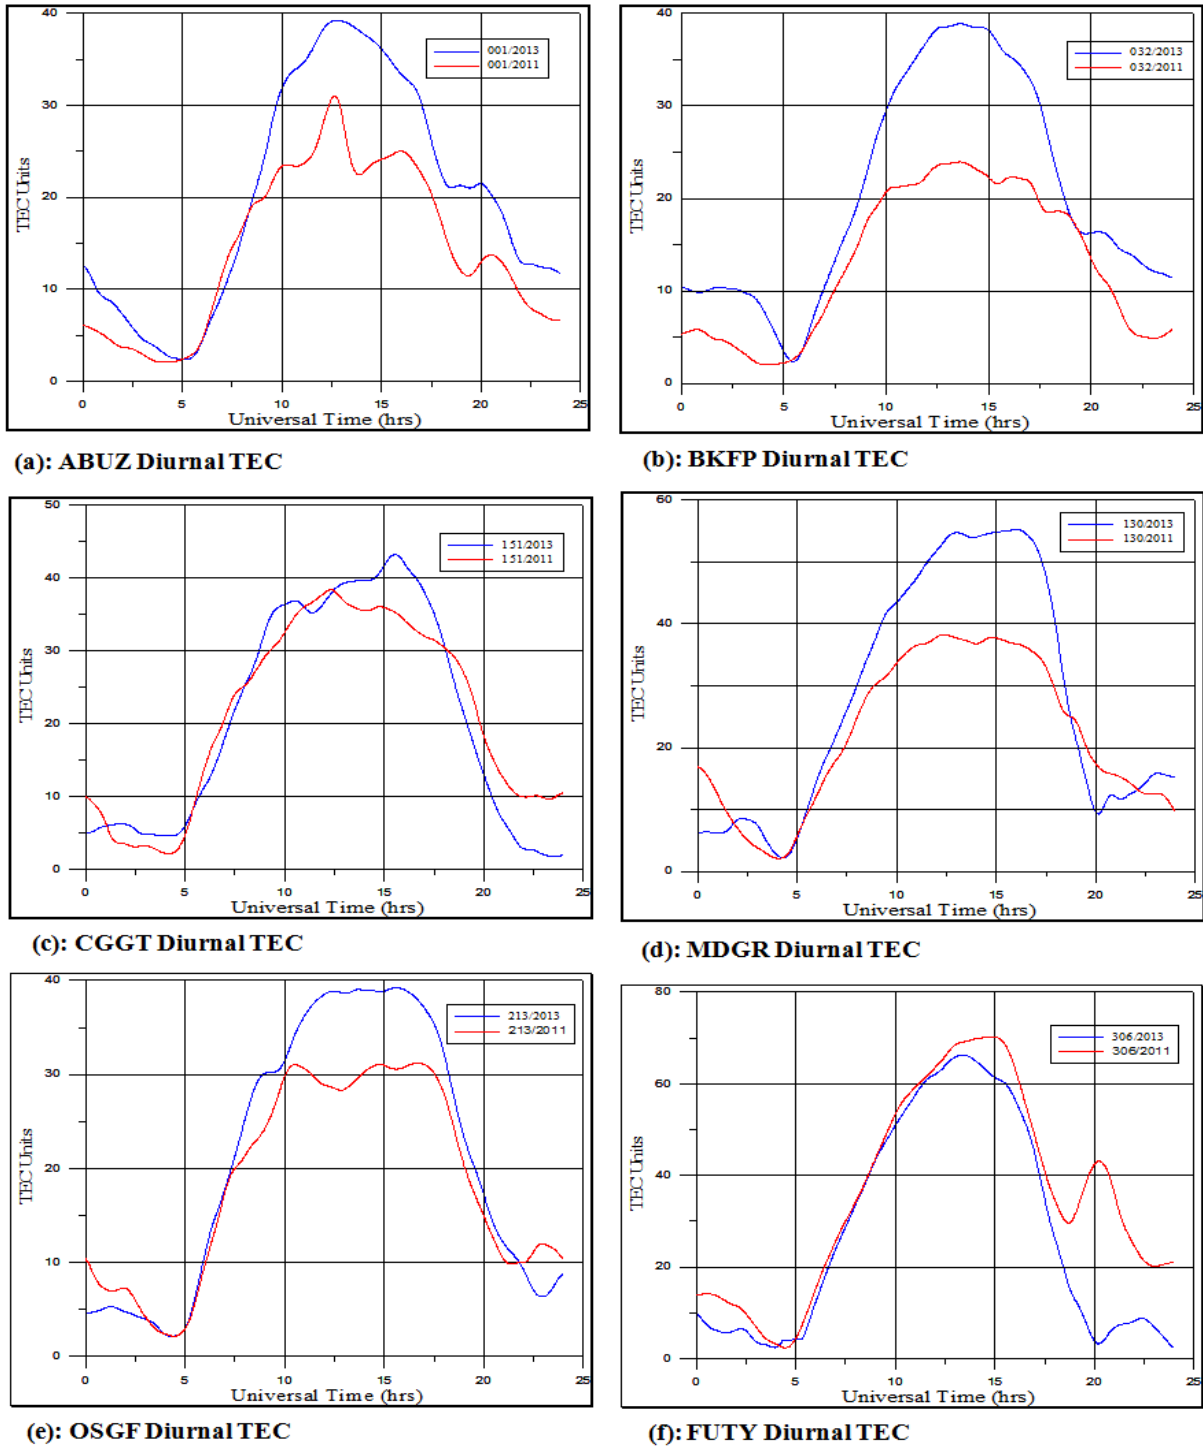 40
30
20
10
0
TEC Units
001/2013
001/2011
0 5 10 15 20 25
Universal Time (hrs)
(a): ABUZ Diurnal TEC
40
30
20
10
0
TEC Units
032/2013
032/2011
0 5 10 15 20 25
Universal Time (hrs)
(b): BKFP Diurnal TEC
50
40
30
20
10
0
TEC Units
151/2013
151/2011
0 5 10 15 20 25
Universal Time (hrs)
(c): CGGT Diurnal TEC
60
40
20
0
TEC Units
130/2013
130/2011
0 5 10 15 20 25
Universal Time (hrs)
(d): MDGR Diurnal TEC
40
30
20
10
0
TEC Units
213/2013
213/2011
0 5 10 15 20 25
Universal Time (hrs)
(e): OSGF Diurnal TEC
80
60
40
20
0
TEC Units
306/2013
306/2011
0 5 10 15 20 25
Universal Time (hrs)
(f): FUTY Diurnal TEC